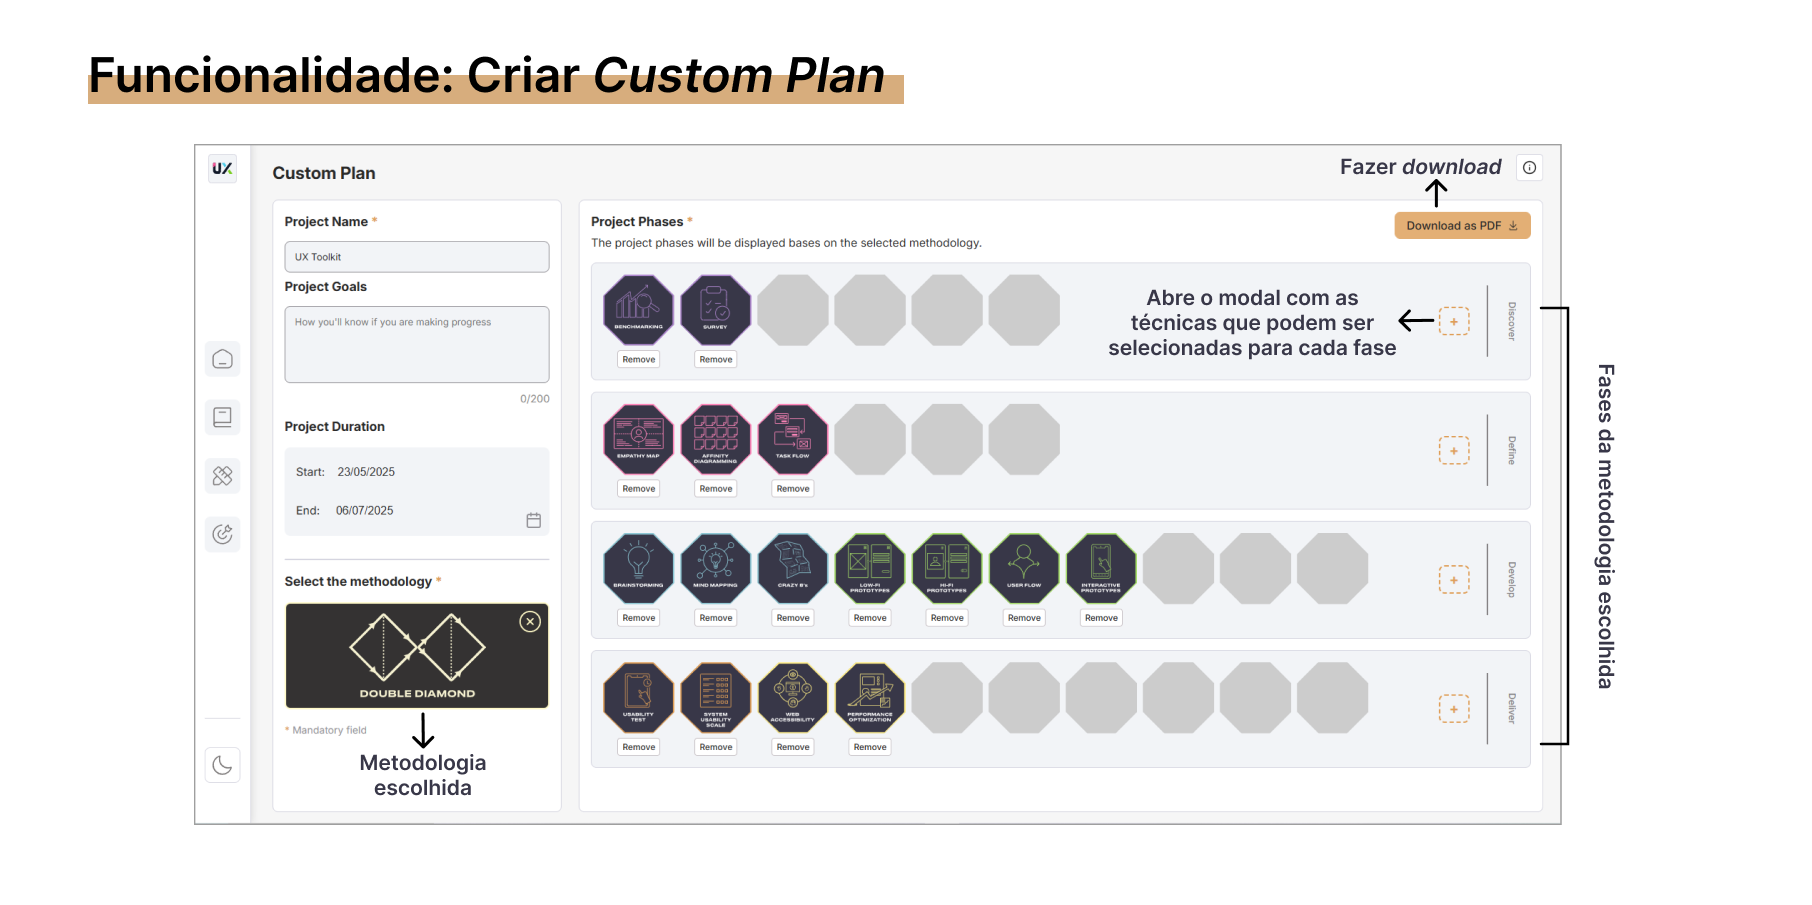 Funcionalidade: Criar Custom Plan
UX
Custom Plan
Fazer download
Project Name *
UX Toolkit
Project Goals
How you'll know if you are making progress
0/200
Project Duration
Start: 23/05/2025
End: 06/07/2025
Select the methodology *
DOUBLE DIAMOND
* Mandatory field
Metodologia
escolhida
Project Phases *
The project phases will be displayed bases on the selected methodology.
Download as PDF
BENCHMARKING
SURVEY
Remove
Remove
Abre o modal com as
técnicas que podem ser
selecionadas para cada fase
Discover
EMPATHY MAP
AFFINITY
DIAGRAMMING
TASK FLOW
Remove
Remove
Remove
Define
BRAINSTORMING
MIND MAPPING
CRAZY 8's
LOW-FI
PROTOTYPES
HI-FI
PROTOTYPES
USER FLOW
INTERACTIVE
PROTOTYPES
Remove
Remove
Remove
Remove
Remove
Remove
Remove
Develop
USABILITY
TEST
SYSTEM
USABILITY
SCALE
WEB
ACCESSIBILITY
PERFORMANCE
OPTIMIZATION
Remove
Remove
Remove
Remove
Deliver
Fases da metodologia escolhida